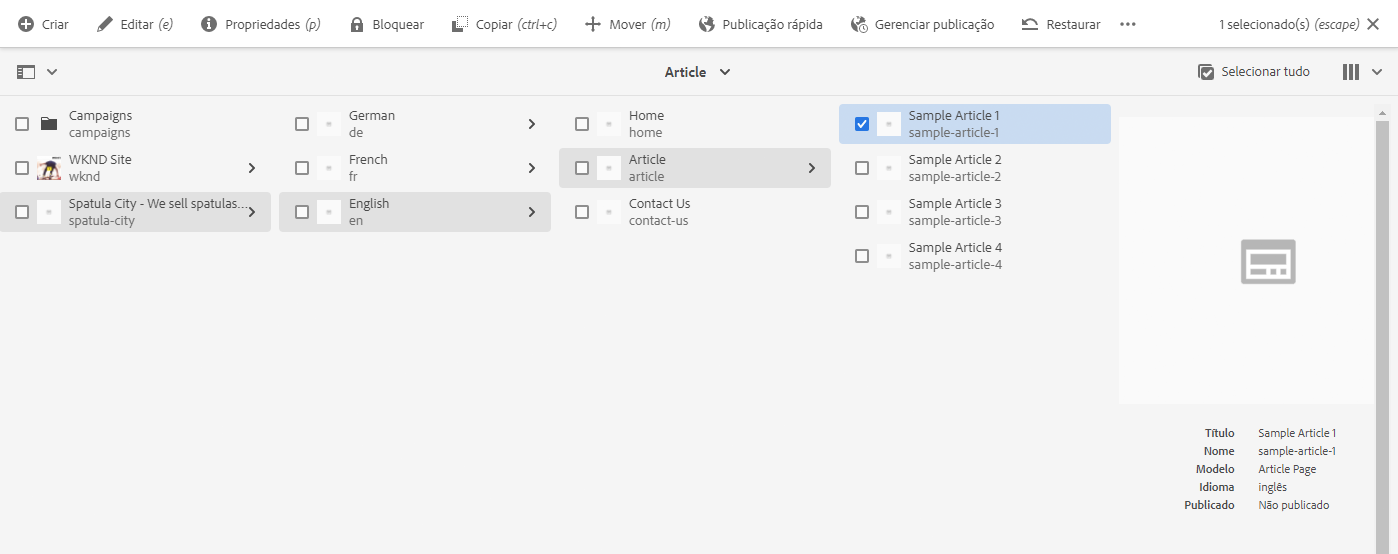 Criar Editar (e) Propriedades (p) Bloquear Copiar (ctrl+c) Mover (m) Publicação rápida Gerenciar publicação Restaurar 1 selecionado(s) (escape)
Article Selecionar tudo
Campaigns
campaigns
WKND Site
wknd
Spatula City - We sell spatulas...
spatula-city
German
de
French
fr
English
en
Home
home
Article
article
Contact Us
contact-us
Sample Article 1
sample-article-1
Sample Article 2
sample-article-2
Sample Article 3
sample-article-3
Sample Article 4
sample-article-4
Título Sample Article 1
Nome sample-article-1
Modelo Article Page
Idioma inglês
Publicado Não publicado